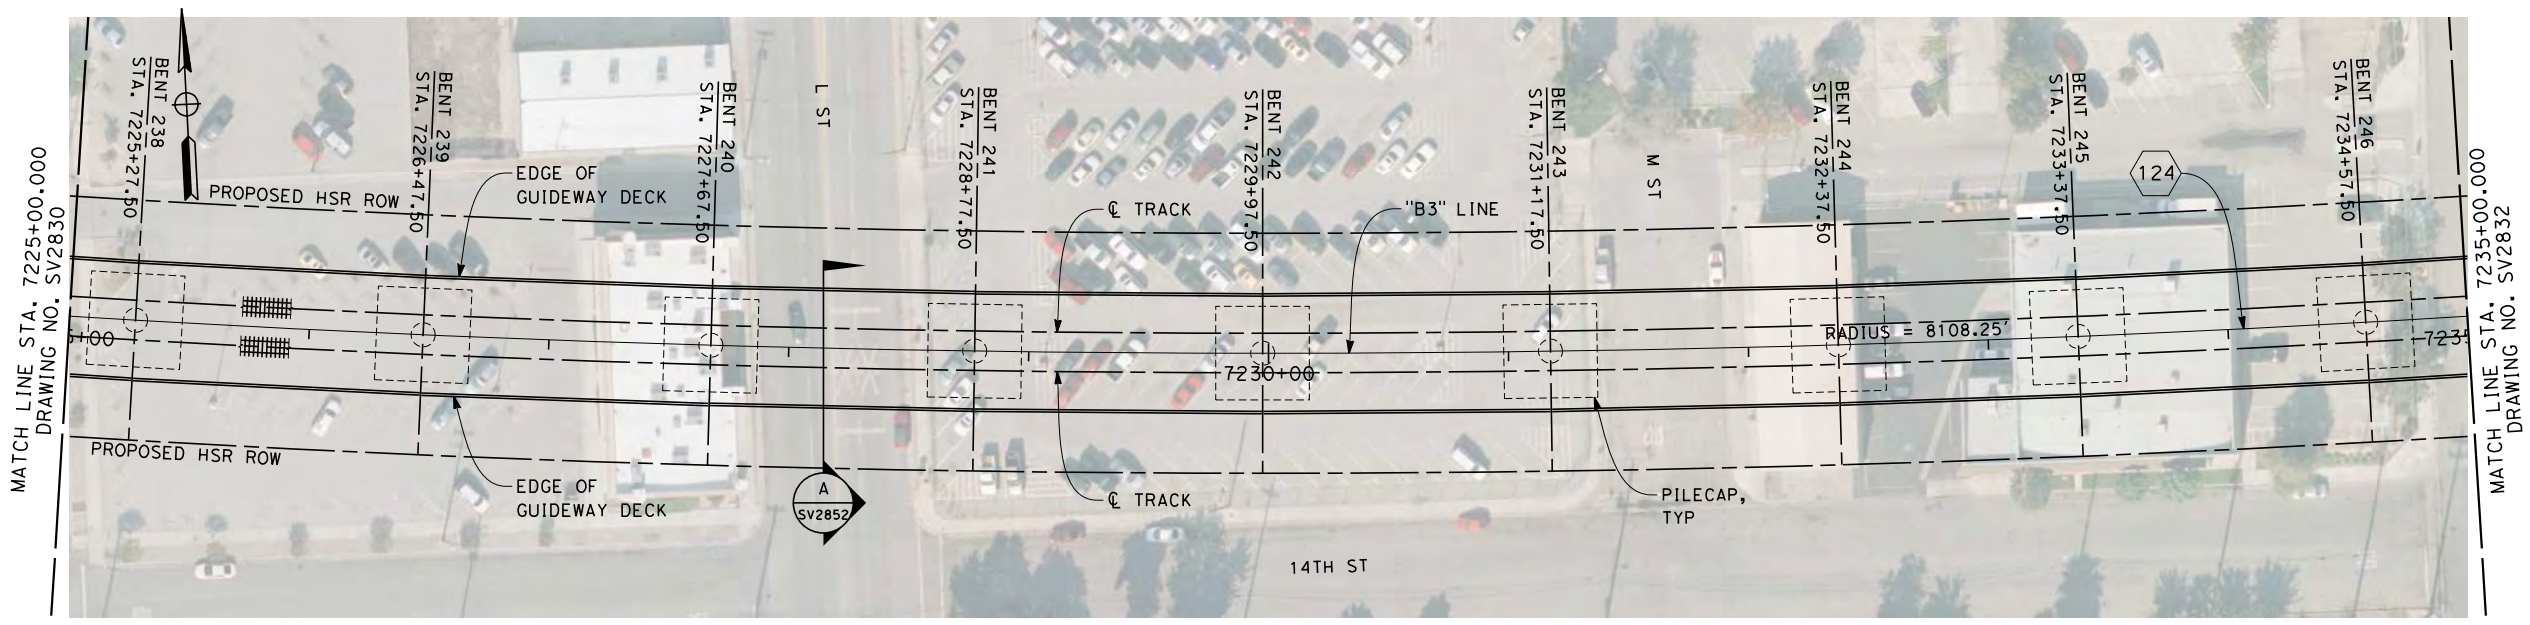 MATCH LINE STA. 7225+00.000
DRAWING NO. SV2830
BENT 238
STA. 7225+27.50
BENT 239
STA. 7226+47.50
BENT 240
STA. 7227+67.50
L ST
BENT 241
STA. 7228+77.50
BENT 242
STA. 7229+97.50
BENT 243
STA. 7231+17.50
M ST
BENT 244
STA. 7232+37.50
BENT 245
STA. 7233+37.50
BENT 246
STA. 7234+57.50
124
PROPOSED HSR ROW
EDGE OF
GUIDEWAY DECK
℄ TRACK
"B3" LINE
5+00
RADIUS = 8108.25'
7235
7230+00
PROPOSED HSR ROW
EDGE OF
GUIDEWAY DECK
A
SV2852
℄ TRACK
PILECAP,
TYP
14TH ST
MATCH LINE STA. 7235+00.000
DRAWING NO. SV2832